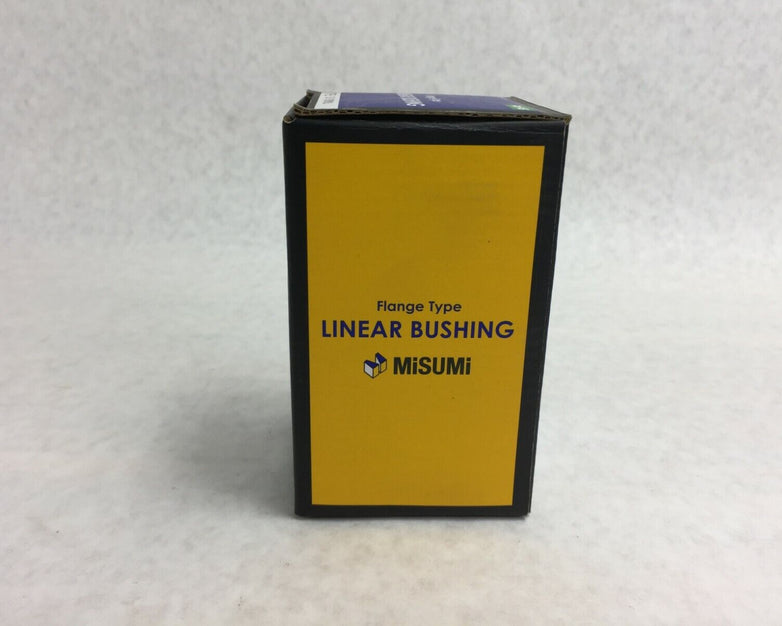 Flange Type
LINEAR BUSHING
MiSUMi